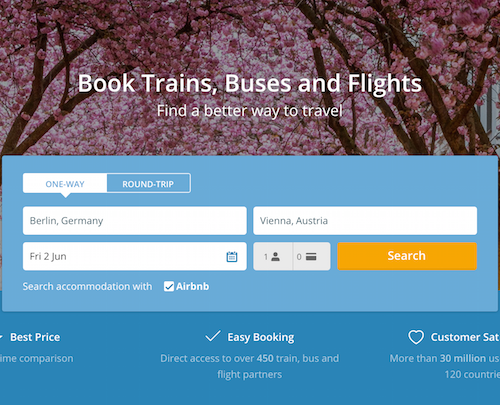 Book Trains, Buses and Flights
Find a better way to travel
ONE-WAY
ROUND-TRIP
Berlin, Germany
Vienna, Austria
Fri 2 Jun
1
0
Search
Search accommodation with
Airbnb
Best Price
ime comparison
Easy Booking
Direct access to over 450 train, bus and
flight partners
Customer Sat
More than 30 million us
120 countrie